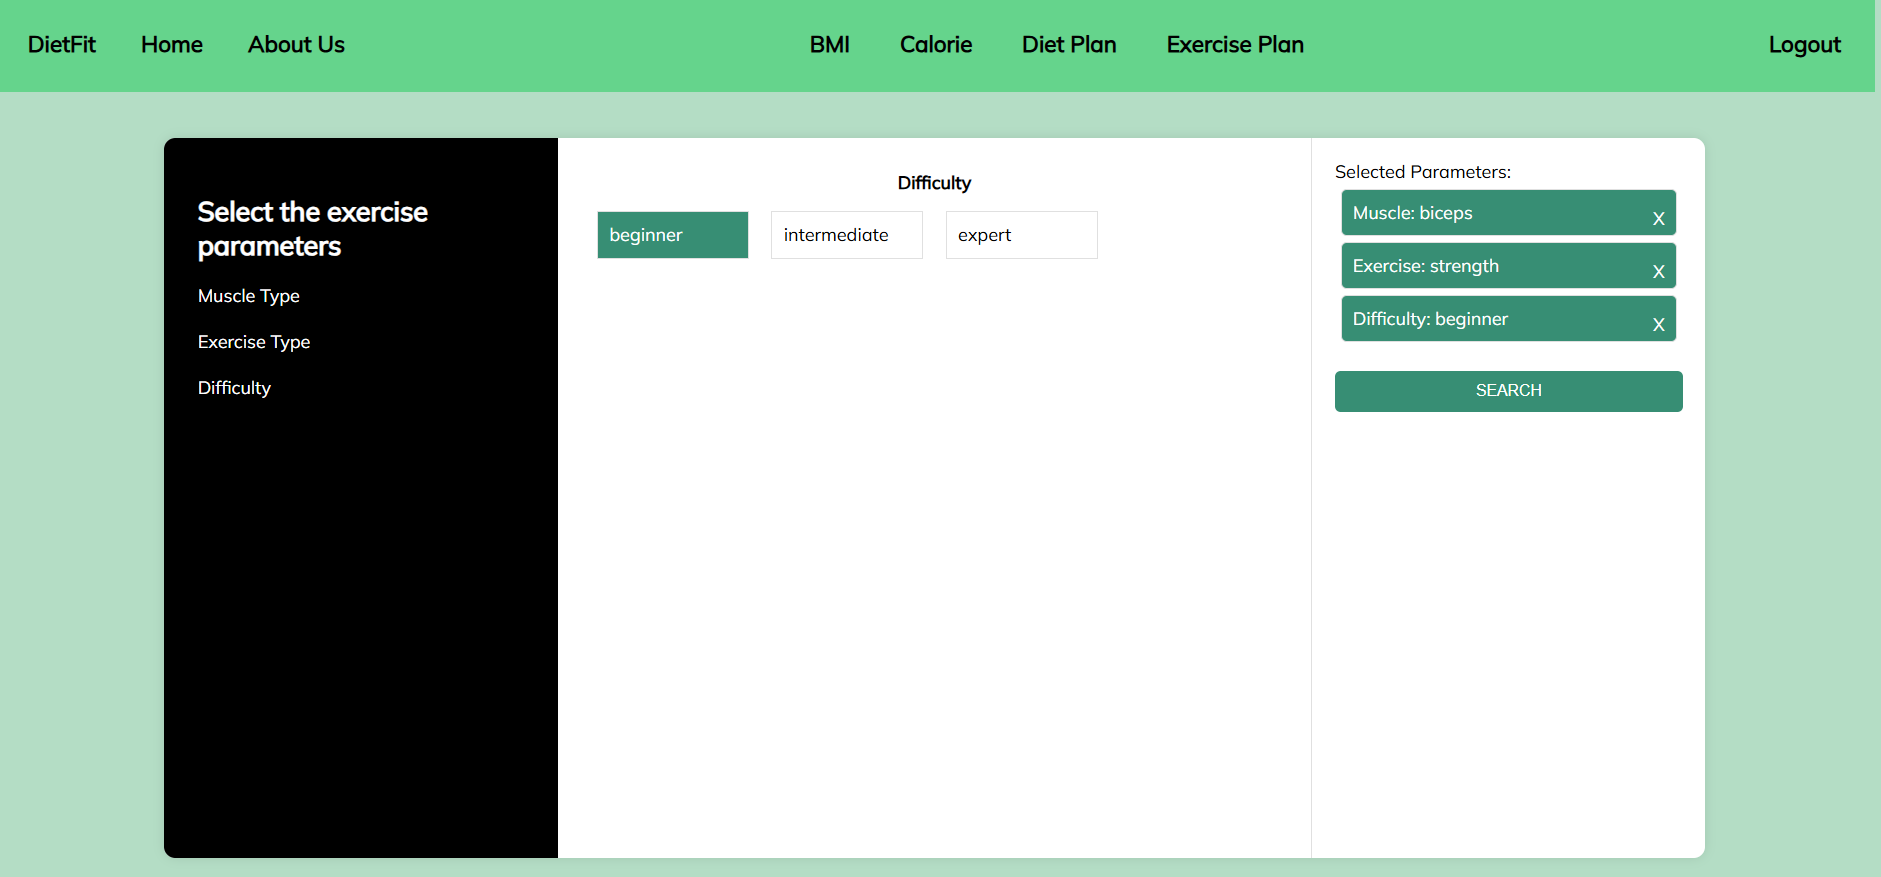 DietFit Home About Us BMI Calorie Diet Plan Exercise Plan Logout
Select the exercise
parameters
Muscle Type
Exercise Type
Difficulty
Difficulty
beginner intermediate expert
Selected Parameters:
Muscle: biceps X
Exercise: strength X
Difficulty: beginner X
SEARCH